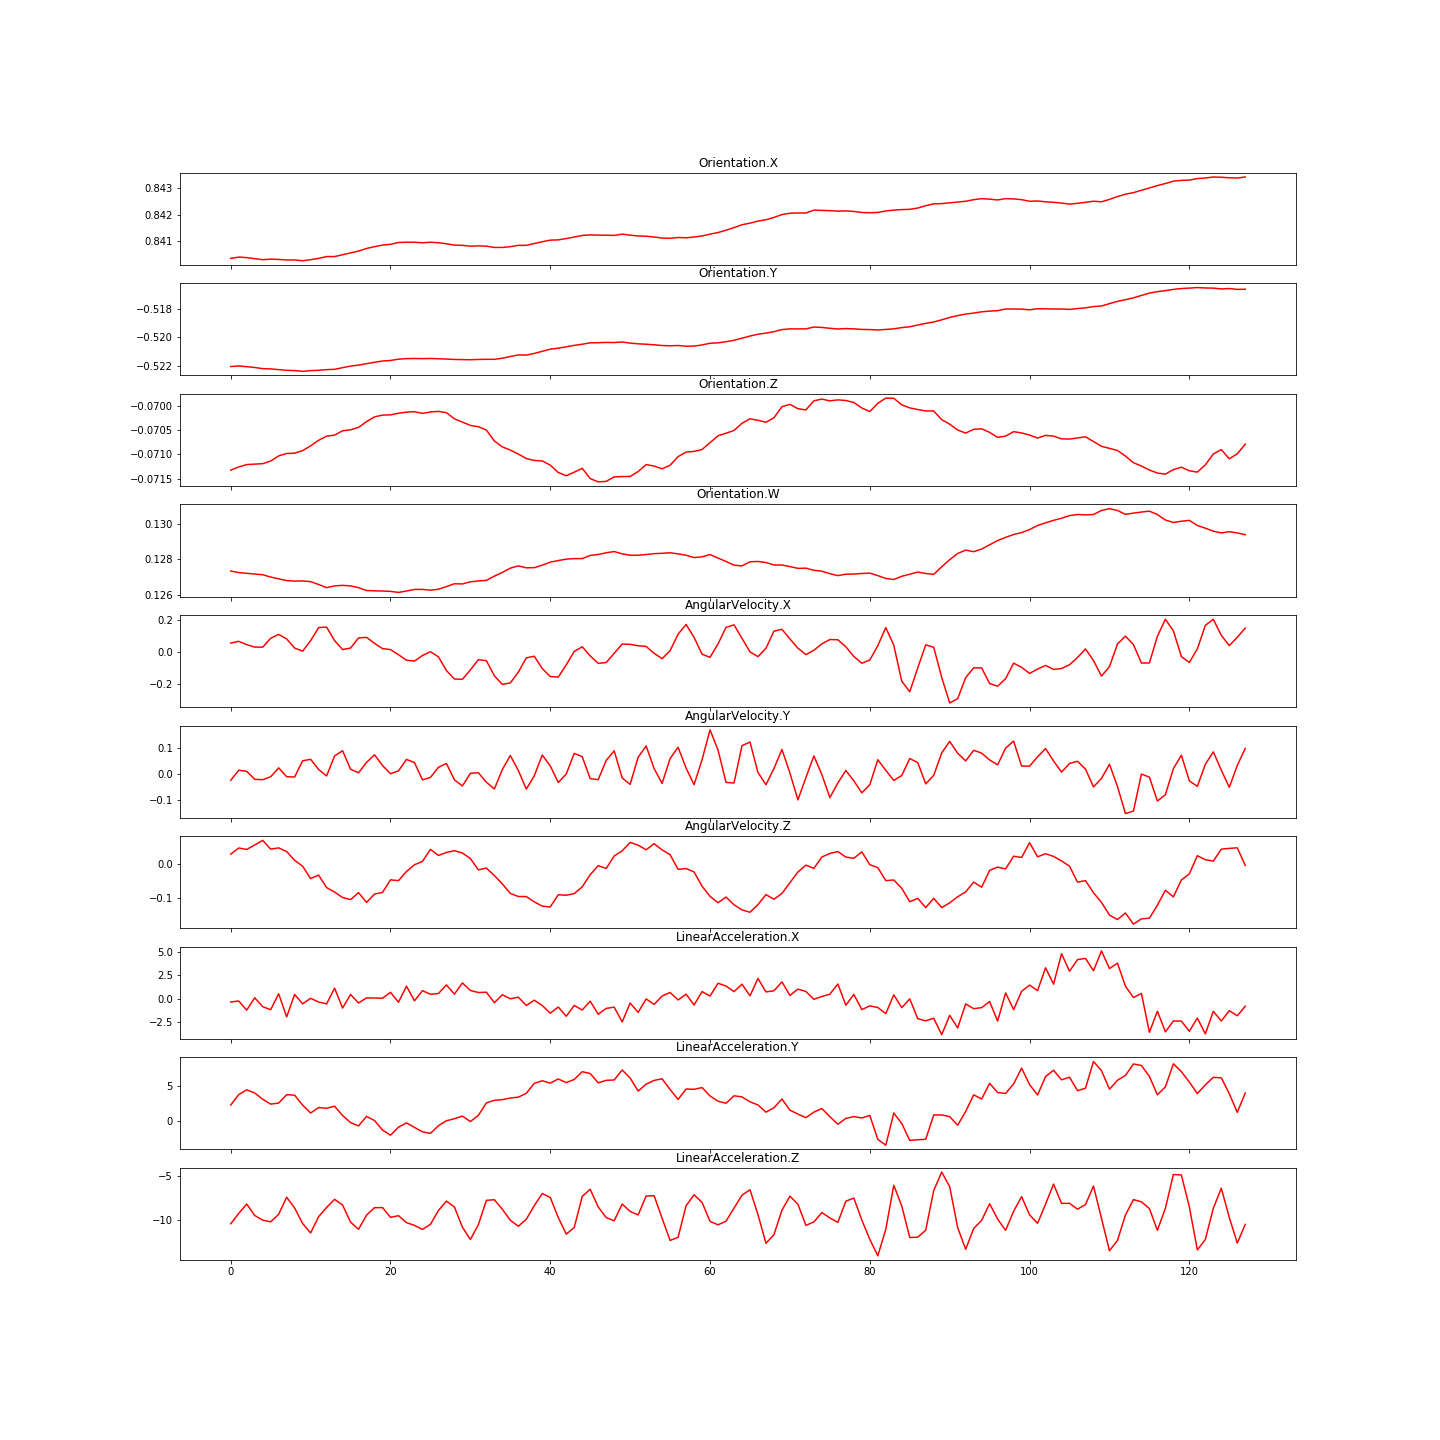 Orientation.X
0.843
0.842
0.841
Orientation.Y
−0.518
−0.520
−0.522
Orientation.Z
−0.0700
−0.0705
−0.0710
−0.0715
Orientation.W
0.130
0.128
0.126
AngularVelocity.X
0.2
0.0
−0.2
AngularVelocity.Y
0.1
0.0
−0.1
AngularVelocity.Z
0.0
−0.1
LinearAcceleration.X
5.0
2.5
0.0
−2.5
LinearAcceleration.Y
5
0
LinearAcceleration.Z
−5
−10
0 20 40 60 80 100 120